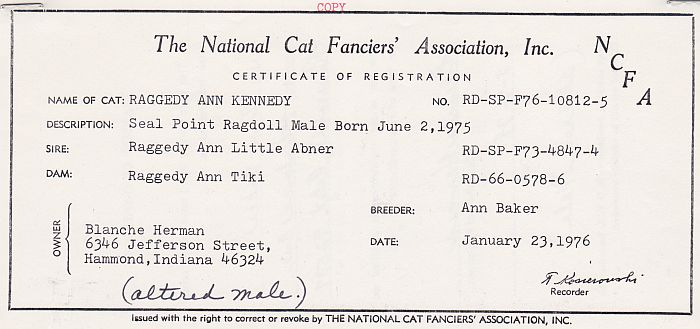 COPY
The National Cat Fanciers' Association, Inc.
NCFA
CERTIFICATE OF REGISTRATION
NAME OF CAT: RAGGEDY ANN KENNEDY NO. RD-SP-F76-10812-5
DESCRIPTION: Seal Point Ragdoll Male Born June 2,1975
SIRE: Raggedy Ann Little Abner RD-SP-F73-4847-4
DAM: Raggedy Ann Tiki RD-66-0578-6
BREEDER: Ann Baker
OWNER
Blanche Herman
6346 Jefferson Street,
Hammond,Indiana 46324
DATE: January 23,1976
(altered male.)
Recorder
Issued with the right to correct or revoke by THE NATIONAL CAT FANCIERS' ASSOCIATION, INC.